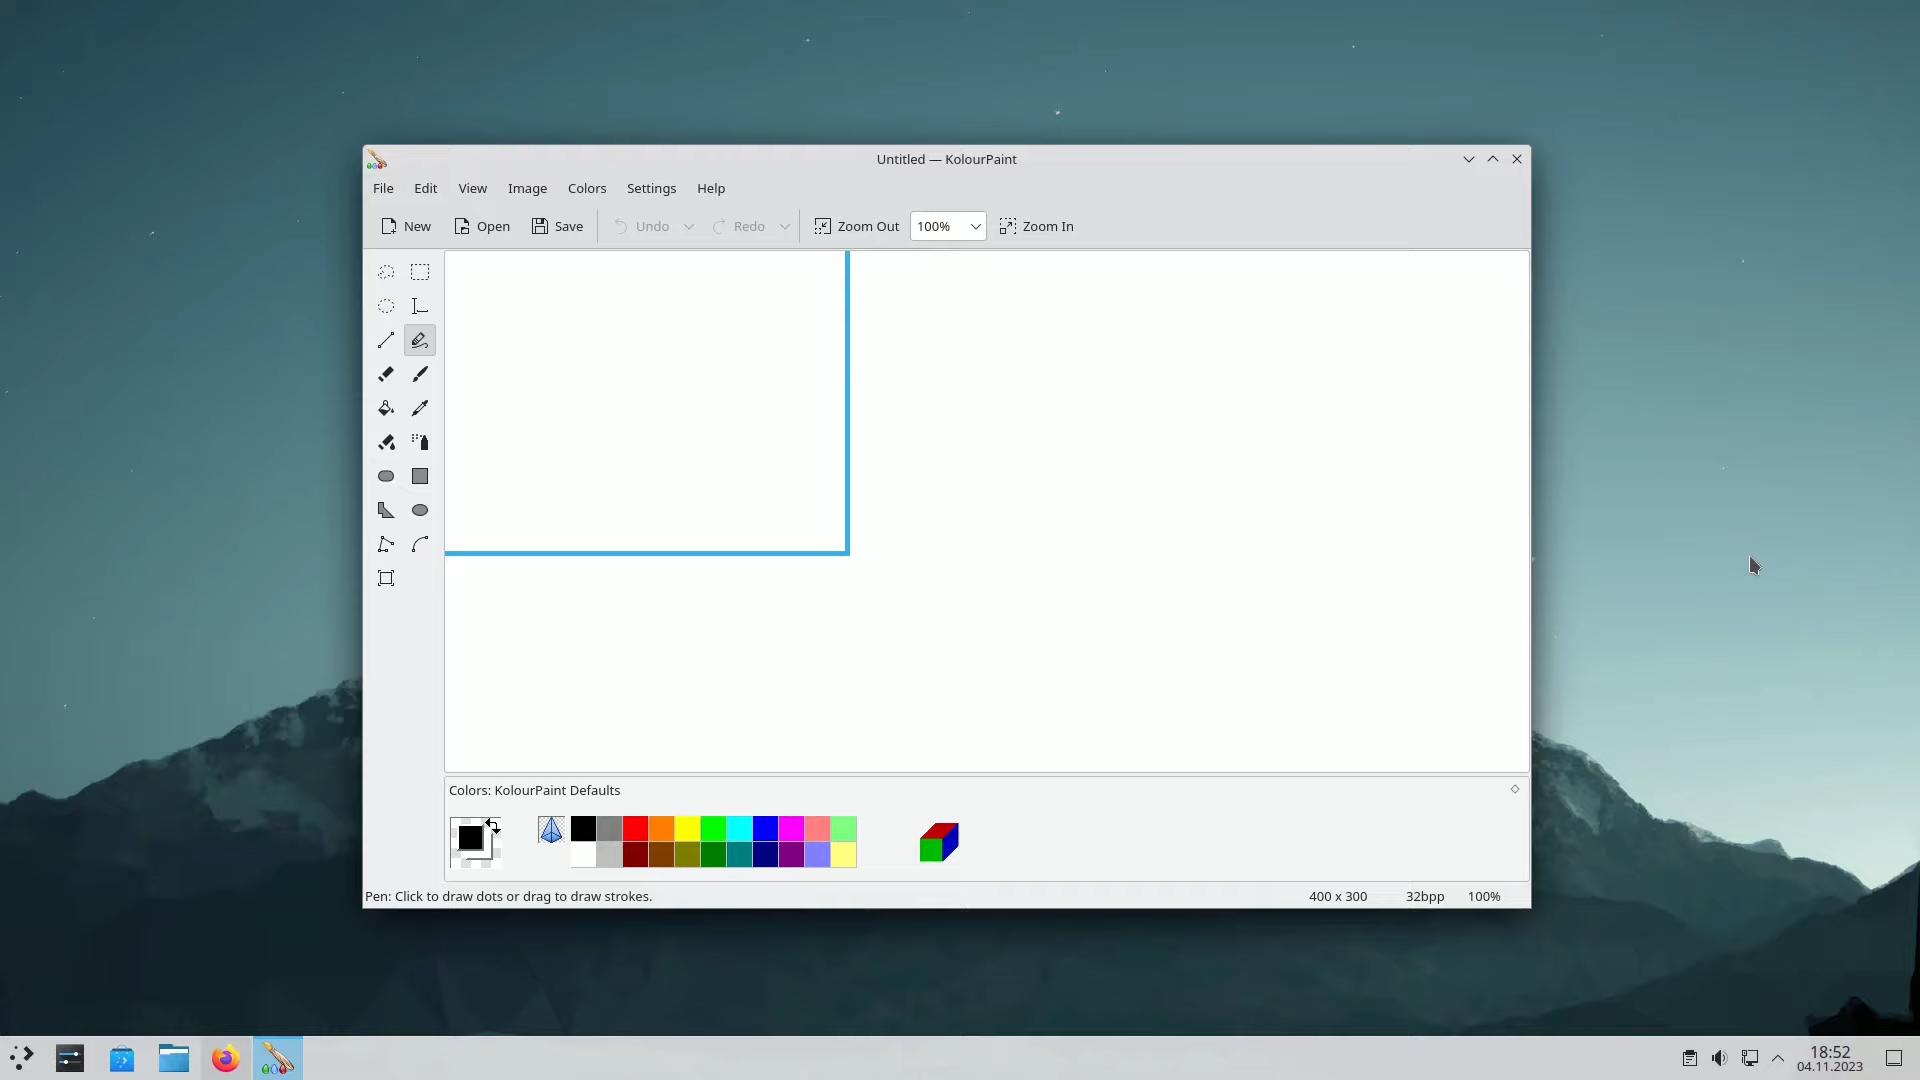 Untitled — KolourPaint
File Edit View Image Colors Settings Help
New Open Save Undo Redo Zoom Out 100% Zoom In
Colors: KolourPaint Defaults
Pen: Click to draw dots or drag to draw strokes. 400 x 300 32bpp 100%
18:52
04.11.2023